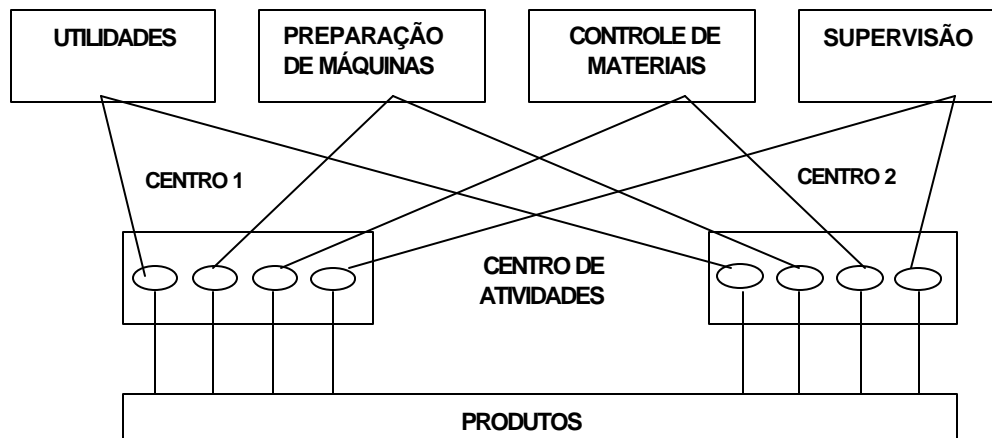 UTILIDADES
PREPARAÇÃO
DE MÁQUINAS
CONTROLE DE
MATERIAIS
SUPERVISÃO
CENTRO 1
CENTRO 2
CENTRO DE
ATIVIDADES
PRODUTOS